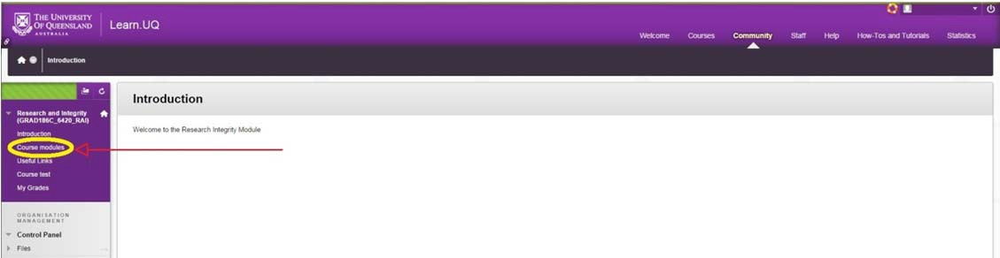 THE UNIVERSITY
OF QUEENSLAND
AUSTRALIA
Learn.UQ
Welcome Courses Community Staff Help How-Tos and Tutorials Statistics
Introduction
Research and Integrity
(GRAD186C_6420_RAI)
Introduction
Course modules
Useful Links
Course test
My Grades
ORGANISATION
MANAGEMENT
Control Panel
Files
Introduction
Welcome to the Research Integrity Module